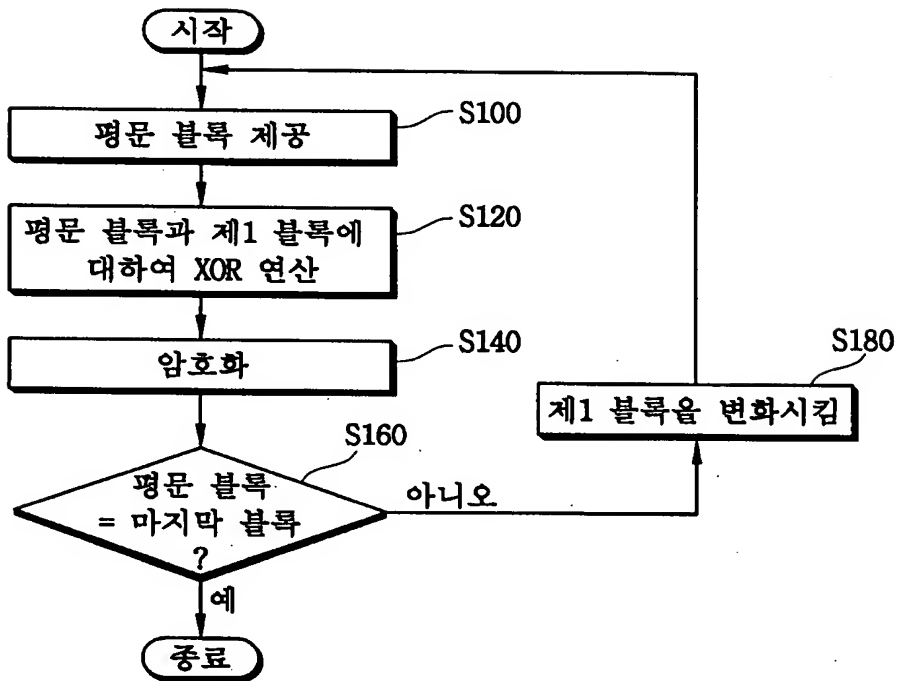 시작
평문 블록 제공
S100
평문 블록과 제1 블록에
대하여 XOR 연산
S120
암호화
S140
제1 블록을 변화시킴
S180
평문 블록
= 마지막 블록
?
S160
아니오
예
종료